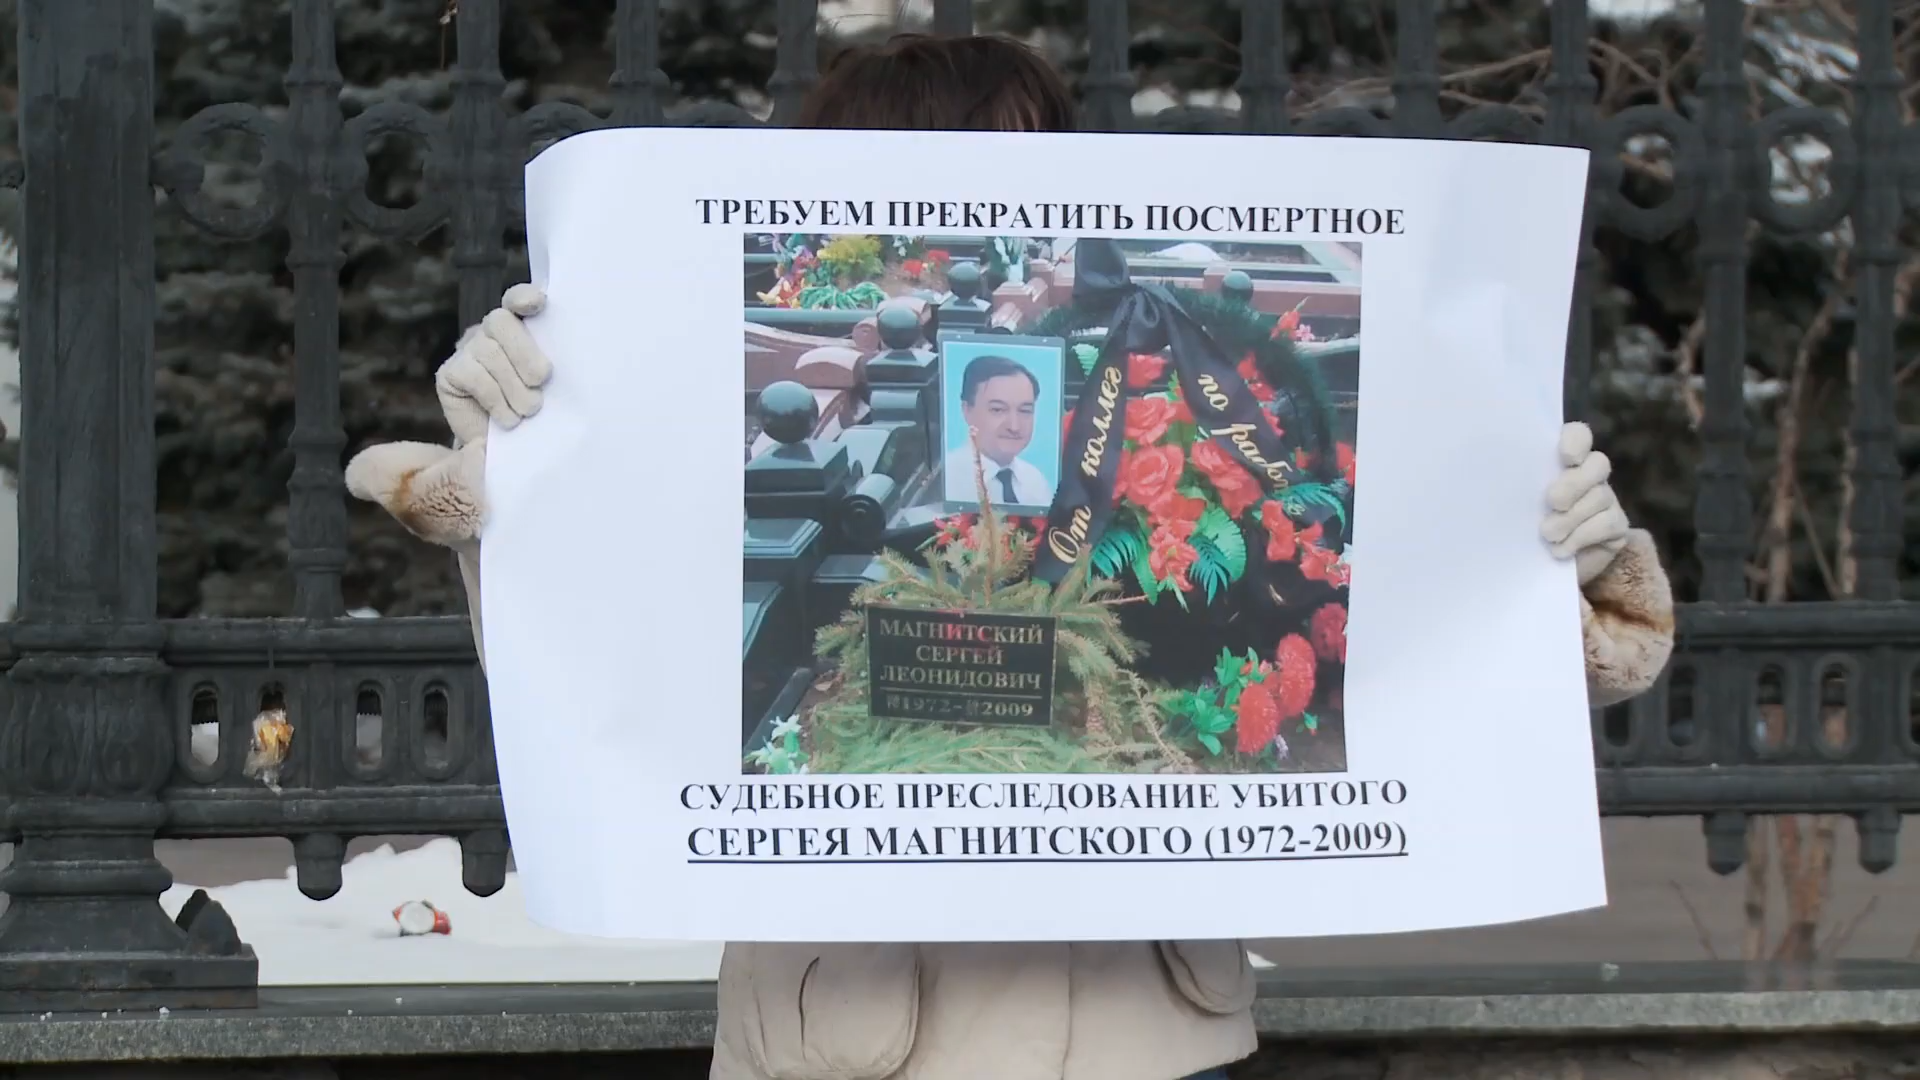 ТРЕБУЕМ ПРЕКРАТИТЬ ПОСМЕРТНОЕ
От коллег
по работе
МАГНИТСКИЙ
СЕРГЕЙ
ЛЕОНИДОВИЧ
1972-2009
СУДЕБНОЕ ПРЕСЛЕДОВАНИЕ УБИТОГО
СЕРГЕЯ МАГНИТСКОГО (1972-2009)